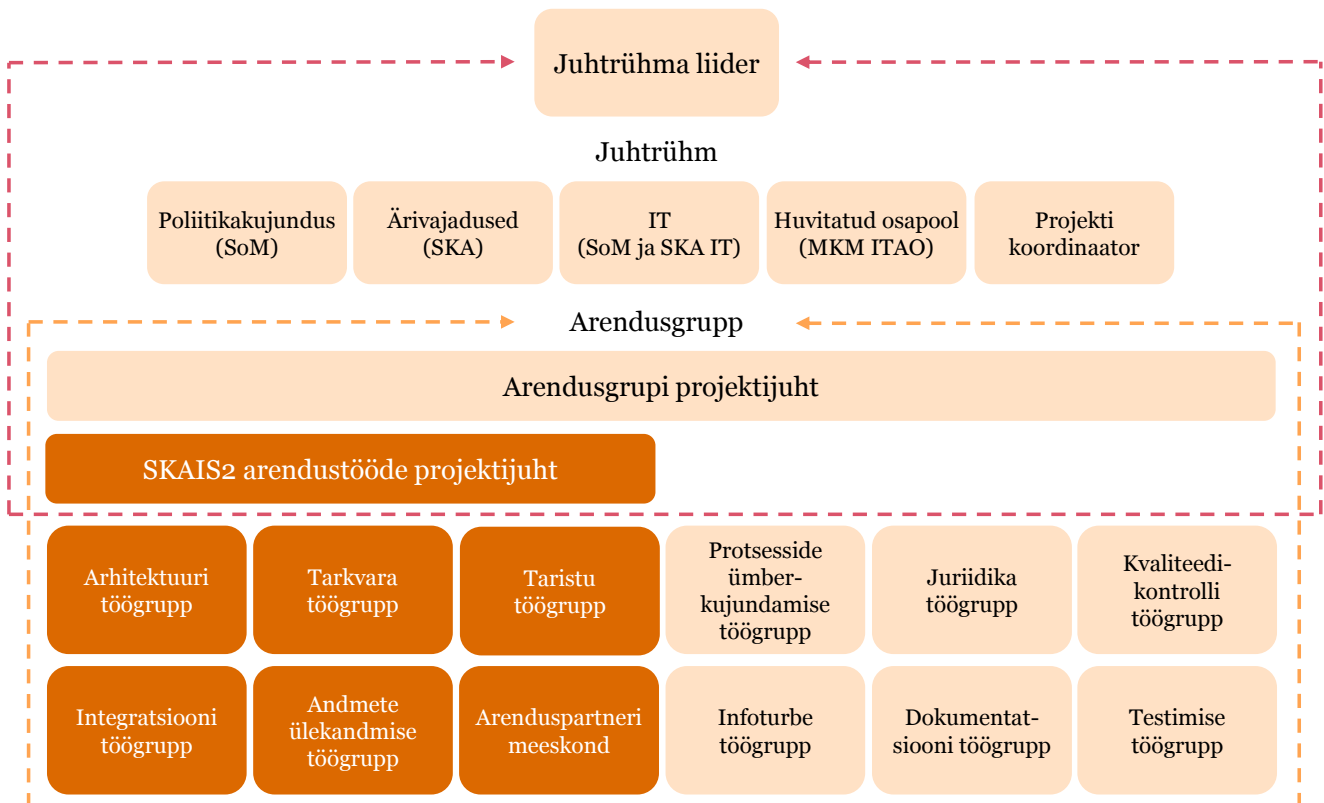 Juhtrühma liider
Juhtrühm
Poliitikakujundus
(SoM)
Ärivajadused
(SKA)
IT
(SoM ja SKA IT)
Huvitatud osapool
(MKM ITAO)
Projekti
koordinaator
Arendusgrupp
Arendusgrupi projektijuht
SKAIS2 arendustööde projektijuht
Arhitektuuri
töögrupp
Tarkvara
töögrupp
Taristu
töögrupp
Protsesside
ümber-
kujundamise
töögrupp
Juriidika
töögrupp
Kvaliteedi-
kontrolli
töögrupp
Integratsiooni
töögrupp
Andmete
ülekandmise
töögrupp
Arenduspartneri
meeskond
Infoturbe
töögrupp
Dokumentat-
siooni töögrupp
Testimise
töögrupp